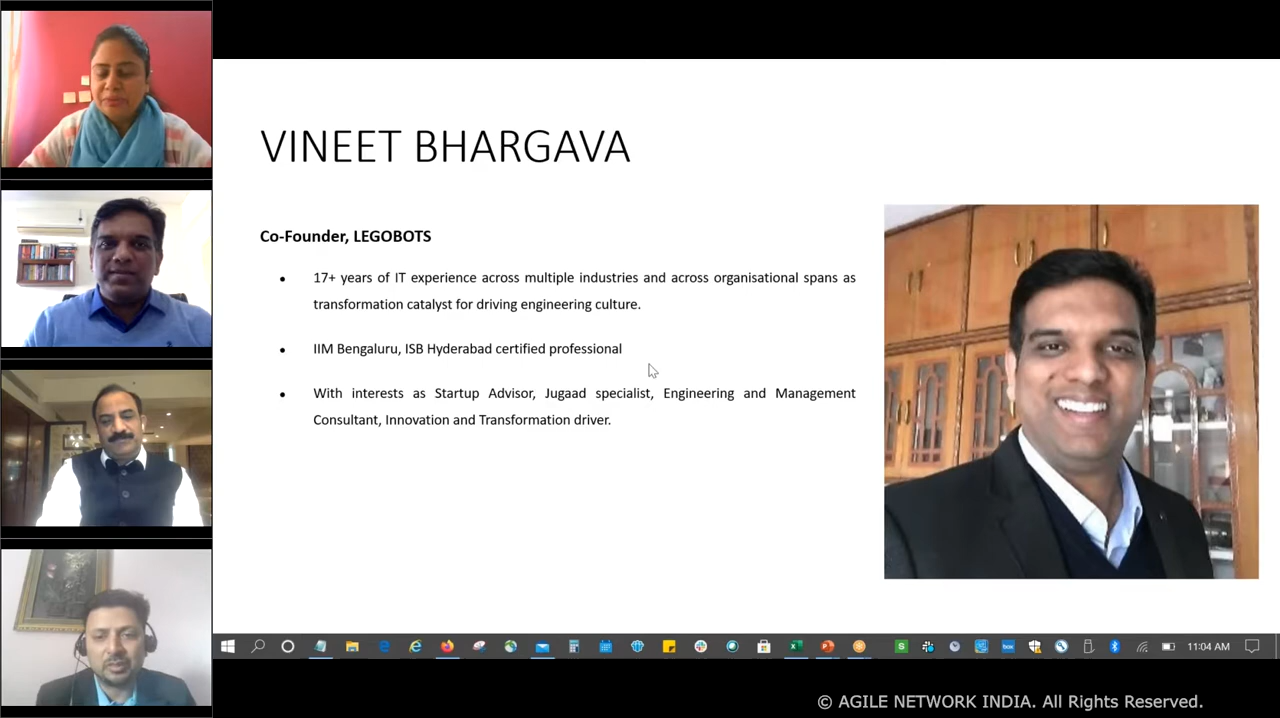 VINEET BHARGAVA
Co-Founder, LEGOBOTS
• 17+ years of IT experience across multiple industries and across organisational spans as
transformation catalyst for driving engineering culture.
• IIM Bengaluru, ISB Hyderabad certified professional
• With interests as Startup Advisor, Jugaad specialist, Engineering and Management
Consultant, Innovation and Transformation driver.
11:04 AM
© AGILE NETWORK INDIA. All Rights Reserved.